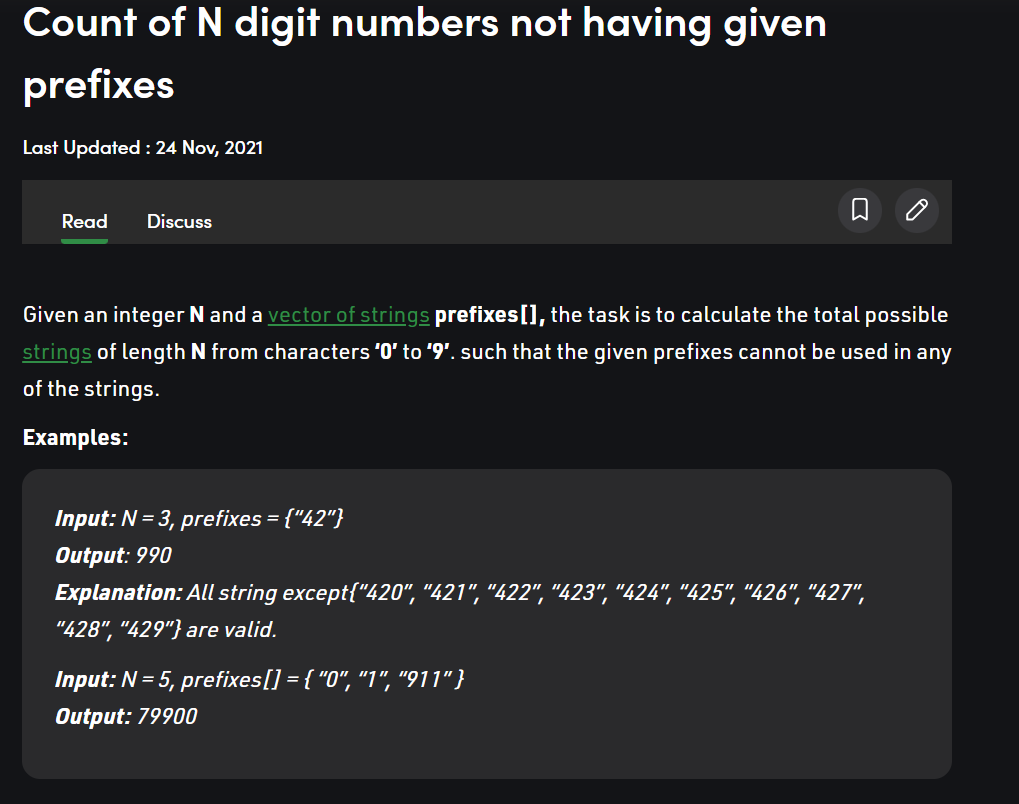 Count of N digit numbers not having given
prefixes
Last Updated : 24 Nov, 2021
Read Discuss
Given an integer N and a vector of strings prefixes[], the task is to calculate the total possible
strings of length N from characters ‘0’ to ‘9’. such that the given prefixes cannot be used in any
of the strings.
Examples:
Input: N = 3, prefixes = {“42”}
Output: 990
Explanation: All string except{“420”, “421”, “422”, “423”, “424”, “425”, “426”, “427”,
“428”, “429”} are valid.
Input: N = 5, prefixes[] = { “0”, “1”, “911” }
Output: 79900